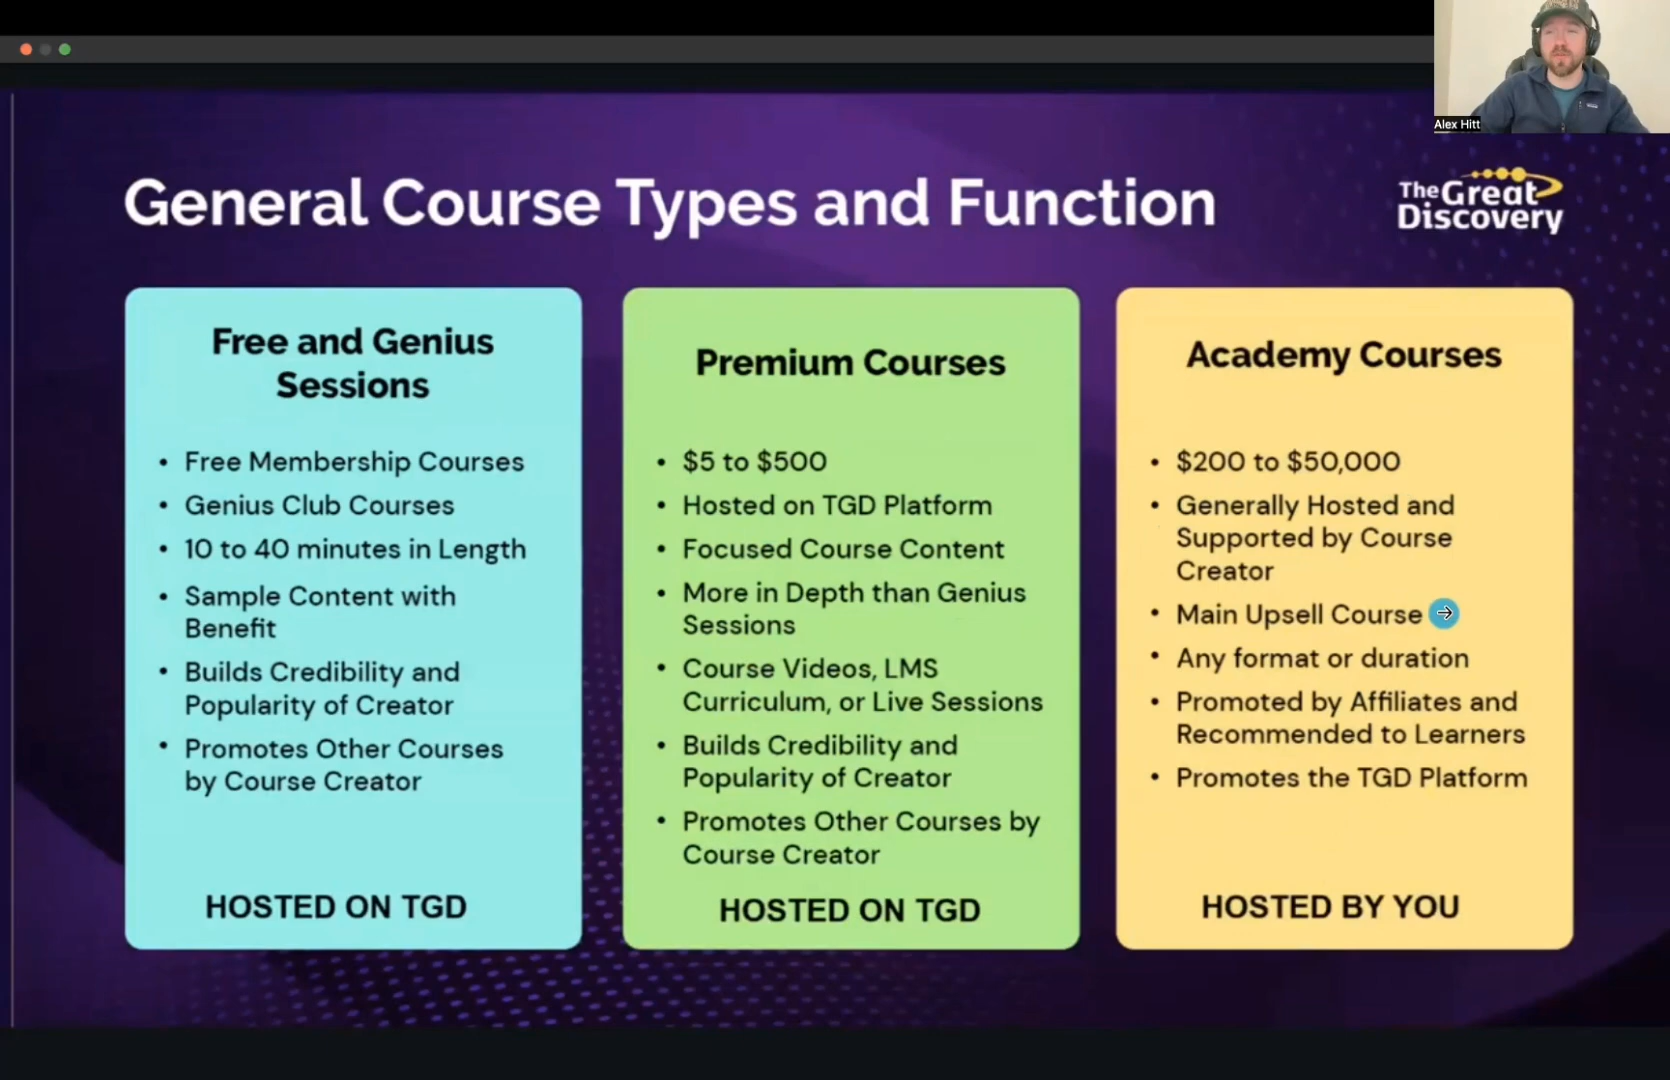 Alex Hitt
General Course Types and Function
The Great
Discovery
Free and Genius
Sessions
• Free Membership Courses
• Genius Club Courses
• 10 to 40 minutes in Length
• Sample Content with
Benefit
• Builds Credibility and
Popularity of Creator
• Promotes Other Courses
by Course Creator
HOSTED ON TGD
Premium Courses
• $5 to $500
• Hosted on TGD Platform
• Focused Course Content
• More in Depth than Genius
Sessions
• Course Videos, LMS
Curriculum, or Live Sessions
• Builds Credibility and
Popularity of Creator
• Promotes Other Courses by
Course Creator
HOSTED ON TGD
Academy Courses
• $200 to $50,000
• Generally Hosted and
Supported by Course
Creator
• Main Upsell Course
• Any format or duration
• Promoted by Affiliates and
Recommended to Learners
• Promotes the TGD Platform
HOSTED BY YOU